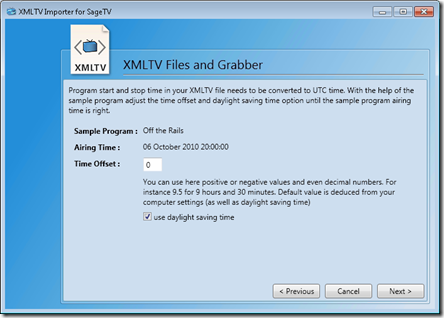 XMLTV Importer for SageTV
XMLTV
XMLTV Files and Grabber
Program start and stop time in your XMLTV file needs to be converted to UTC time. With the help of the
sample program adjust the time offset and daylight saving time option until the sample program airing
time is right.
Sample Program : Off the Rails
Airing Time : 06 October 2010 20:00:00
Time Offset : 0
You can use here positive or negative values and even decimal numbers. For
instance 9.5 for 9 hours and 30 minutes. Default value is deduced from your
computer settings (as well as daylight saving time)
use daylight saving time
< Previous Cancel Next >